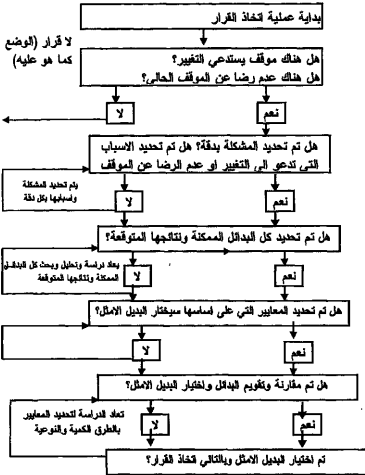 بداية عملية اتخاذ القرار
لا قرار (الوضع
كما هو عليه)
هل هناك موقف يستدعي التغيير؟
هل هناك عدم رضا عن الموقف الحالى؟
لا
نعم
هل تم تحديد المشكلة بدقة؟ هل تم تحديد الاسباب
التى تدعو الى التغيير او عدم الرضا عن الموقف
يتم تحديد المشكلة
واسبابها بكل دقة
لا
نعم
هل تم تحديد كل البدائل الممكنة ونتائجها المتوقعة؟
يعاد دراسة وتحليل وبحث كل البدائل
الممكنة ونتائجها المتوقعة
لا
نعم
هل تم تحديد المعايير التي على اساسها سيختار البديل الامثل؟
لا
نعم
هل تم مقارنة وتقويم البدائل واختيار البديل الامثل؟
تعاد الدراسة لتحديد المعايير
بالطرق الكمية والنوعية
لا
نعم
تم اختيار البديل الامثل وبالتالي اتخاذ القرار؟